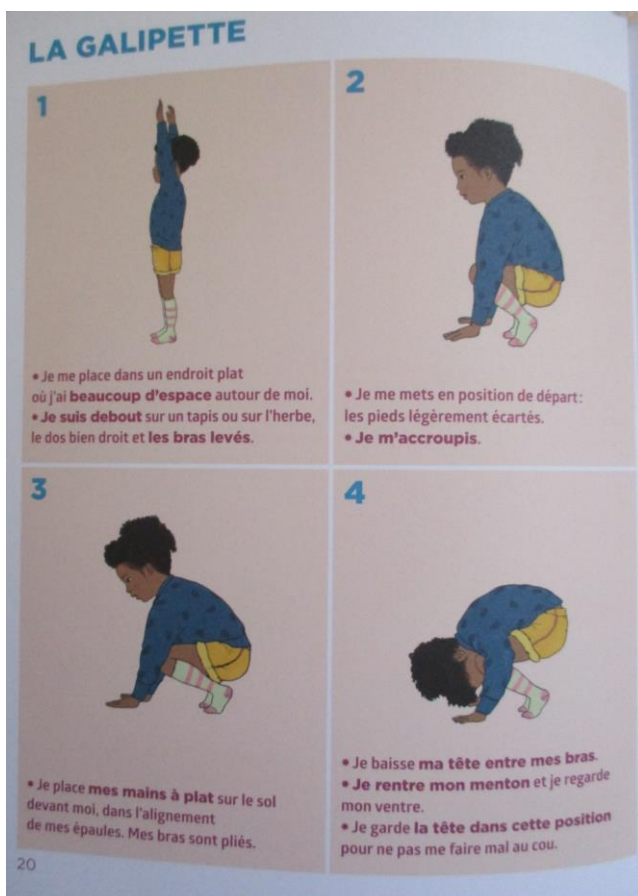 LA GALIPETTE
1
• Je me place dans un endroit plat
où j'ai beaucoup d'espace autour de moi.
• Je suis debout sur un tapis ou sur l'herbe,
le dos bien droit et les bras levés.
2
• Je me mets en position de départ :
les pieds légèrement écartés.
• Je m'accroupis.
3
• Je place mes mains à plat sur le sol
devant moi, dans l'alignement
de mes épaules. Mes bras sont pliés.
4
• Je baisse ma tête entre mes bras.
• Je rentre mon menton et je regarde
mon ventre.
• Je garde la tête dans cette position
pour ne pas me faire mal au cou.
20